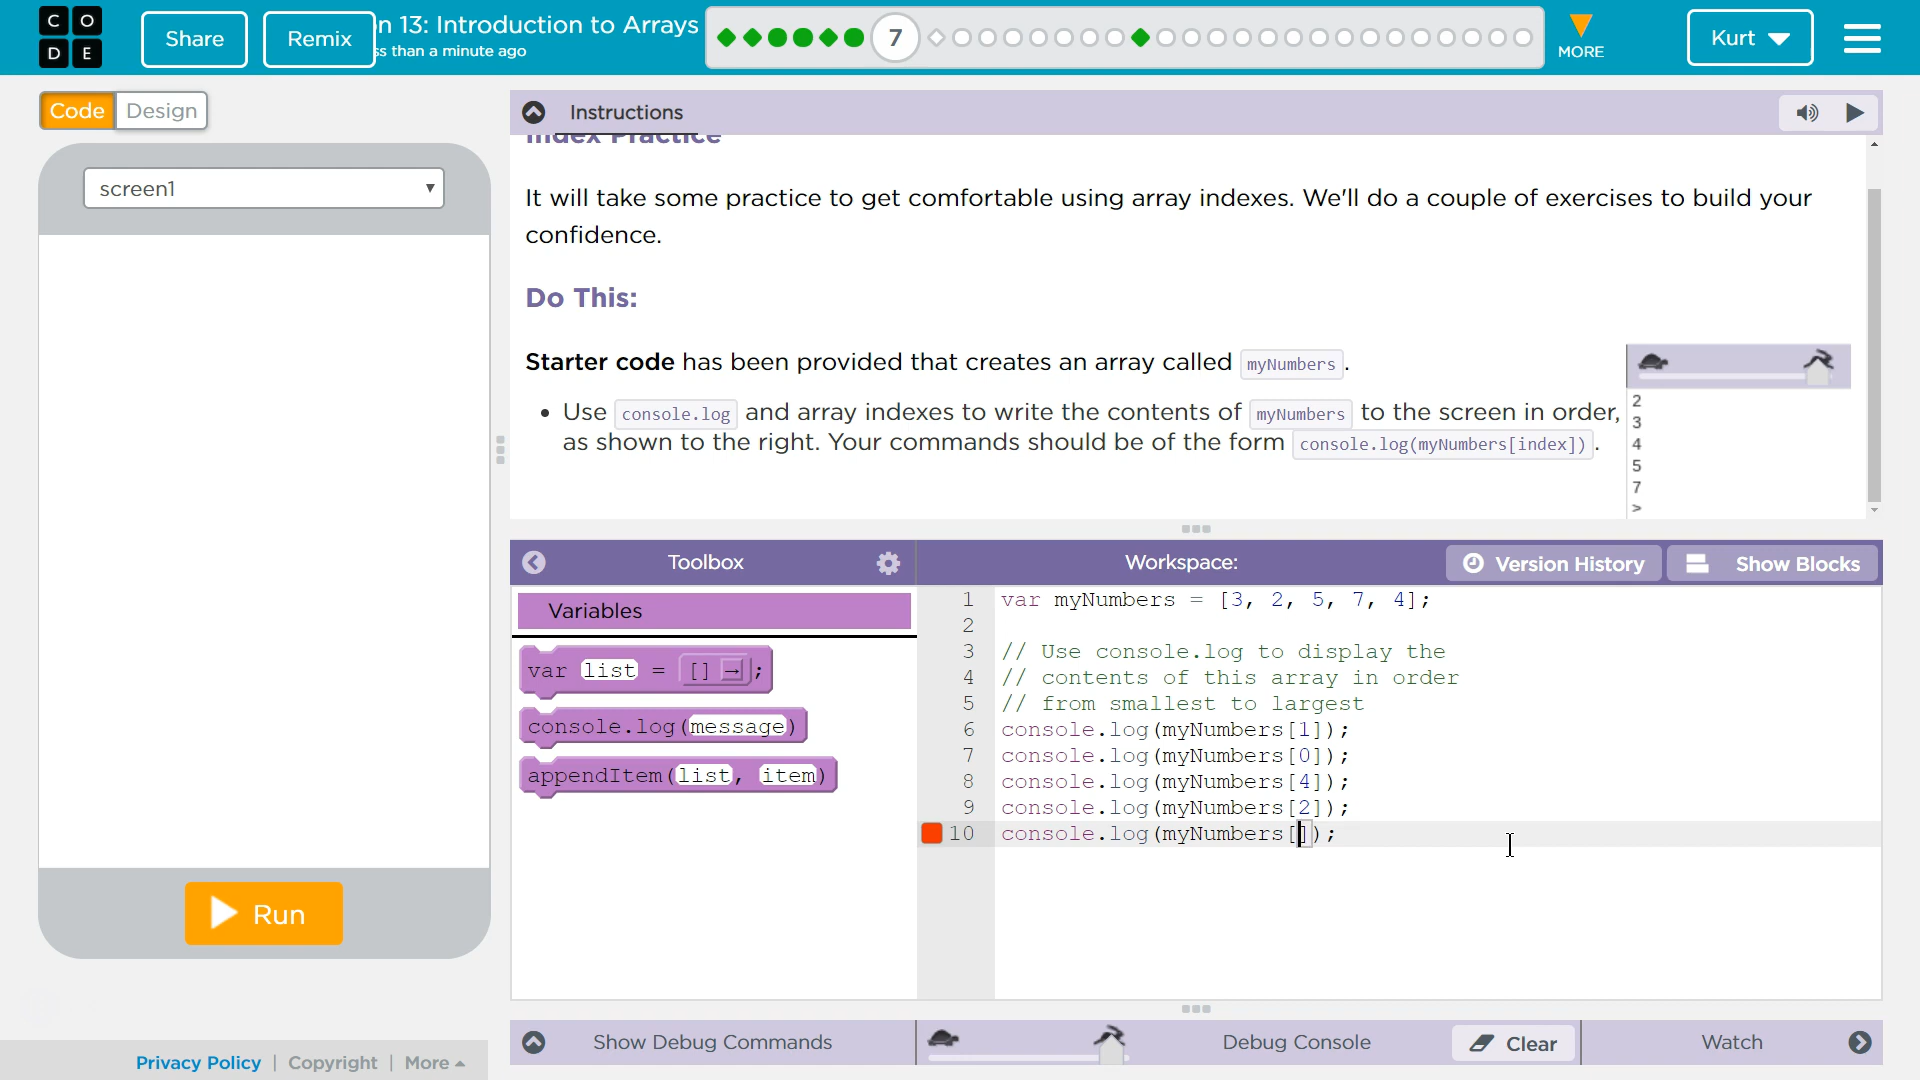 C O
D E
Share
Remix
n 13: Introduction to Arrays
ss than a minute ago
7
MORE
Kurt
Code
Design
Instructions
Index Practice
screen1
It will take some practice to get comfortable using array indexes. We'll do a couple of exercises to build your
confidence.
Do This:
Starter code has been provided that creates an array called myNumbers.
• Use console.log and array indexes to write the contents of myNumbers to the screen in order,
as shown to the right. Your commands should be of the form console.log(myNumbers[index]).
2
3
4
5
7
>
Toolbox
Workspace:
Version History
Show Blocks
Variables
var list = [] → ;
console.log(message)
appendItem(list, item)
1 var myNumbers = [3, 2, 5, 7, 4];
2
3 // Use console.log to display the
4 // contents of this array in order
5 // from smallest to largest
6 console.log(myNumbers[1]);
7 console.log(myNumbers[0]);
8 console.log(myNumbers[4]);
9 console.log(myNumbers[2]);
10 console.log(myNumbers[]);
Run
Show Debug Commands
Debug Console
Clear
Watch
Privacy Policy | Copyright | More